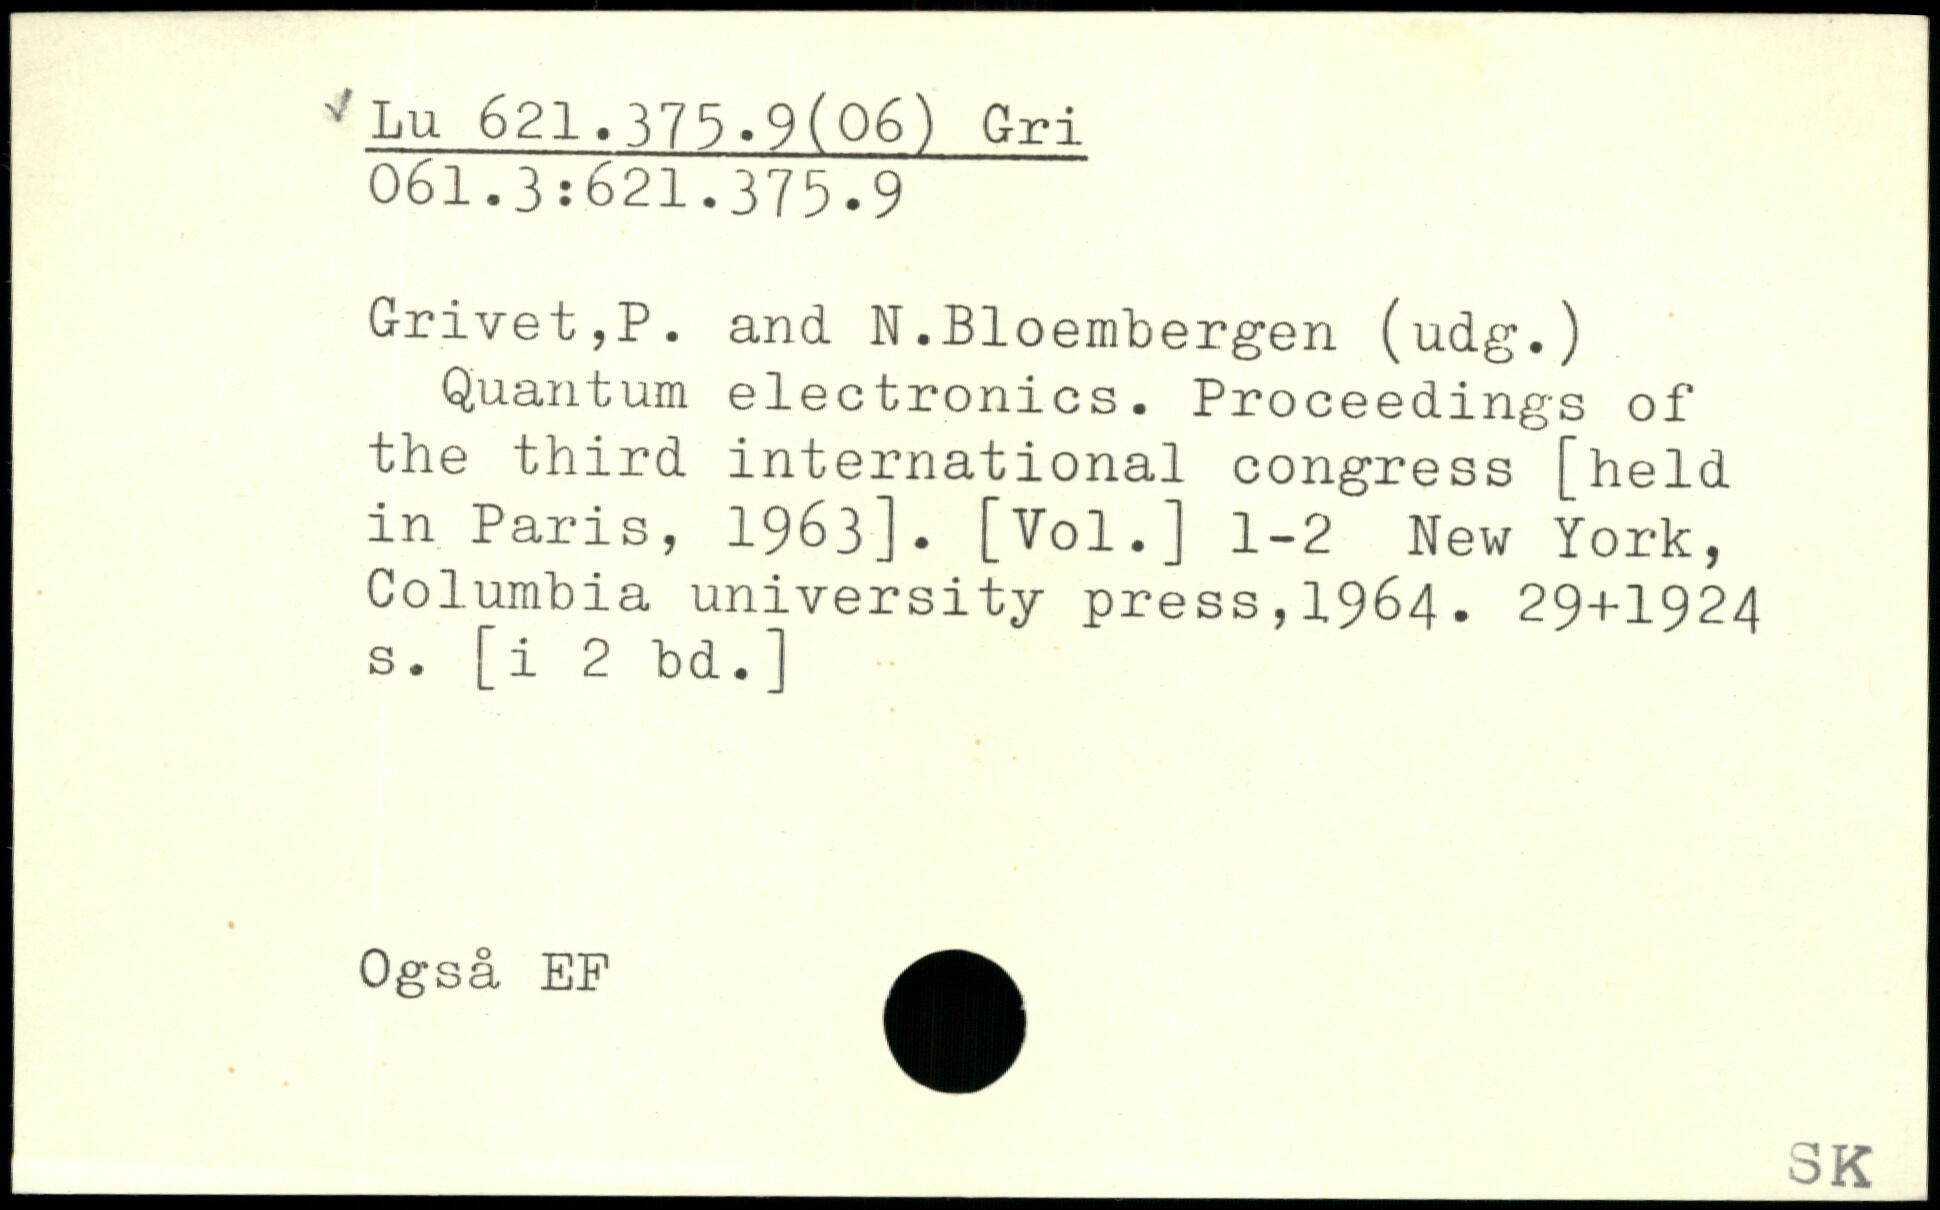 Lu 621.375.9(06) Gri
061.3:621.375.9
Grivet,P. and N.Bloembergen (udg.)
Quantum electronics. Proceedings of
the third international congress [held
in Paris, 1963]. [Vol.] 1-2 New York,
Columbia university press,1964. 29+1924
s. [i 2 bd.]
Også EF
SK